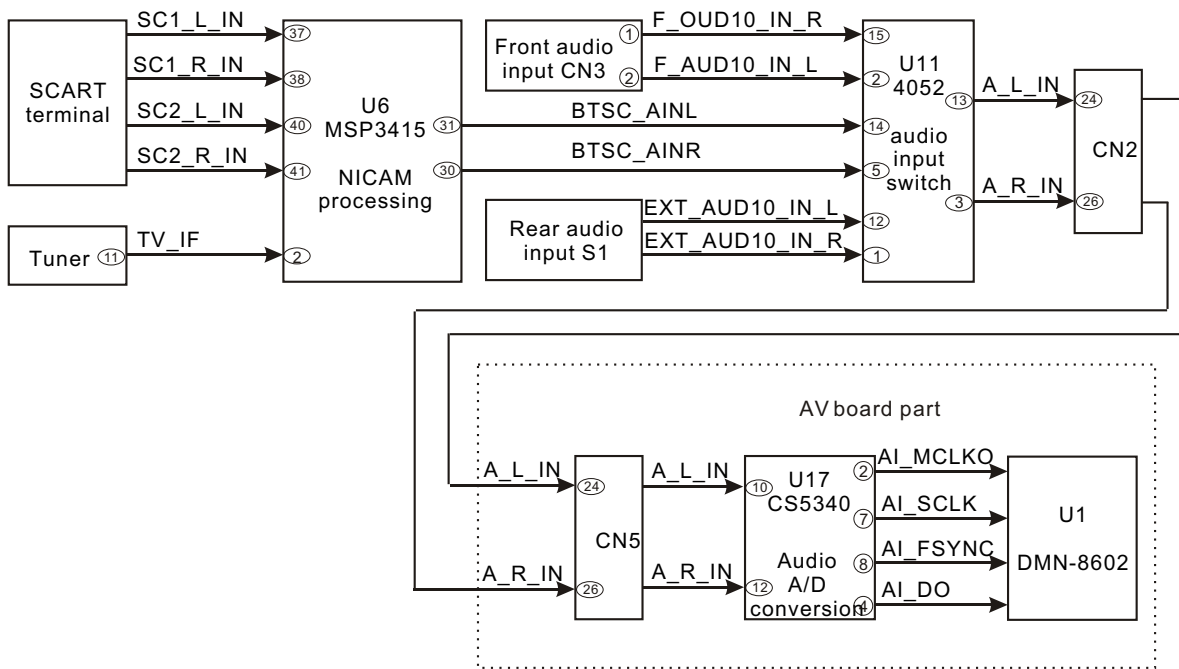 SCART
terminal
SC1_L_IN
SC1_R_IN
SC2_L_IN
SC2_R_IN
Tuner
11
TV_IF
37
38
40
41
2
U6
MSP3415
NICAM
processing
31
30
Front audio
input CN3
1
2
F_OUD10_IN_R
F_AUD10_IN_L
BTSC_AINL
BTSC_AINR
Rear audio
input S1
EXT_AUD10_IN_L
EXT_AUD10_IN_R
15
2
14
5
12
1
U11
4052
audio
input
switch
13
3
A_L_IN
A_R_IN
24
26
CN2
AV board part
A_L_IN
A_R_IN
24
26
CN5
A_L_IN
A_R_IN
10
12
U17
CS5340
Audio
A/D
conversion
2
7
8
4
AI_MCLKO
AI_SCLK
AI_FSYNC
AI_DO
U1
DMN-8602